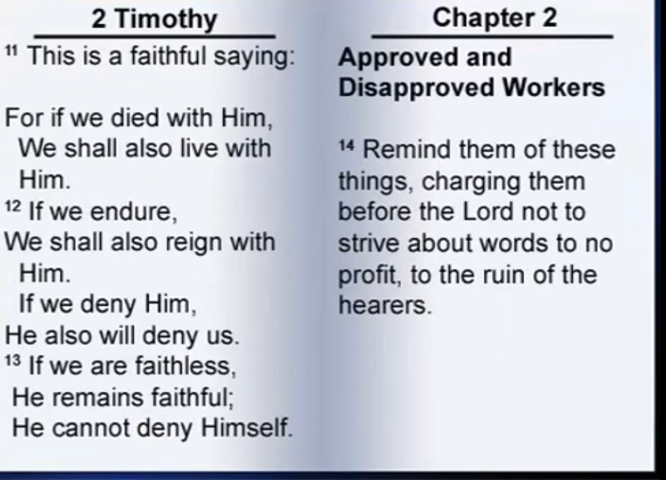 2 Timothy
11 This is a faithful saying:
For if we died with Him,
We shall also live with
Him.
12 If we endure,
We shall also reign with
Him.
If we deny Him,
He also will deny us.
13 If we are faithless,
He remains faithful;
He cannot deny Himself.
Chapter 2
Approved and
Disapproved Workers
14 Remind them of these
things, charging them
before the Lord not to
strive about words to no
profit, to the ruin of the
hearers.